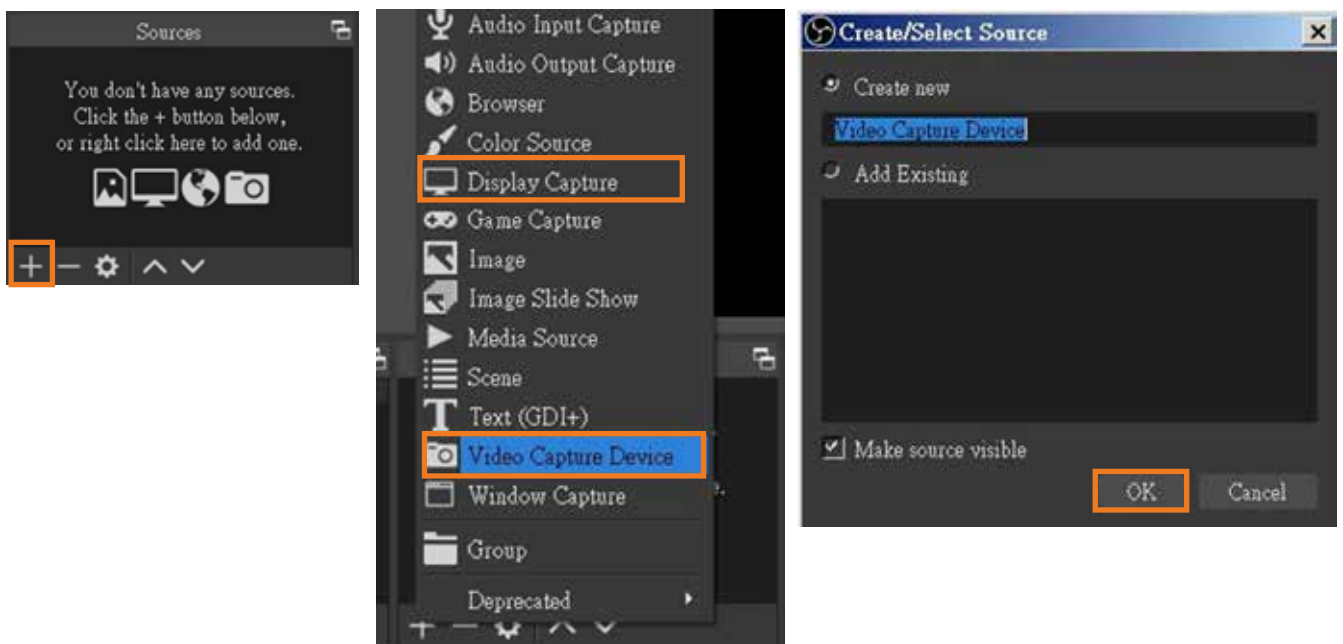 Sources
You don't have any sources.
Click the + button below,
or right click here to add one.
Audio Input Capture
Audio Output Capture
Browser
Color Source
Display Capture
Game Capture
Image
Image Slide Show
Media Source
Scene
Text (GDI+)
Video Capture Device
Window Capture
Group
Deprecated
Create/Select Source
Create new
Video Capture Device
Add Existing
Make source visible
OK
Cancel